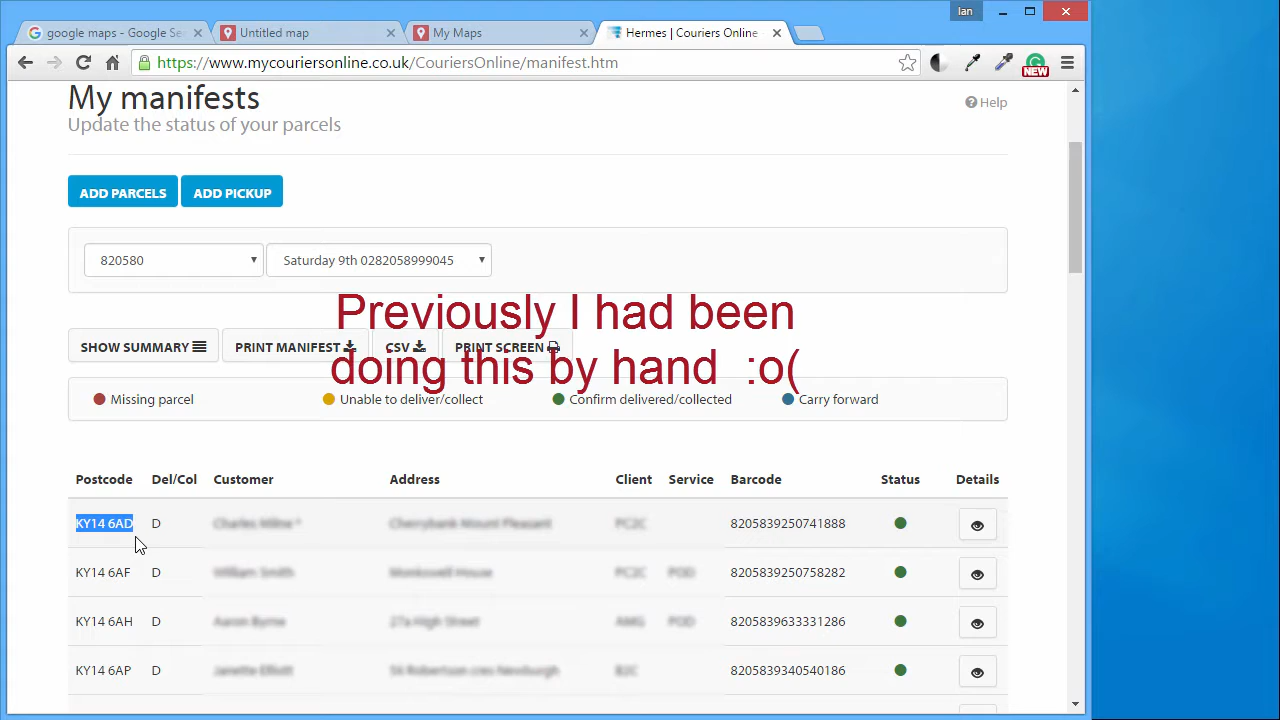 Ian
google maps - Google Se
Untitled map
My Maps
Hermes | Couriers Online
https://www.mycouriersonline.co.uk/CouriersOnline/manifest.htm
NEW
My manifests
Help
Update the status of your parcels
ADD PARCELS ADD PICKUP
820580 Saturday 9th 0282058999045
Previously I had been
doing this by hand :o(
SHOW SUMMARY PRINT MANIFEST CSV PRINT SCREEN
Missing parcel Unable to deliver/collect Confirm delivered/collected Carry forward
Postcode Del/Col Customer Address Client Service Barcode Status Details
KY14 6AD D 8205839250741888
KY14 6AF D 8205839250758282
KY14 6AH D 8205839633331286
KY14 6AP D 8205839340540186